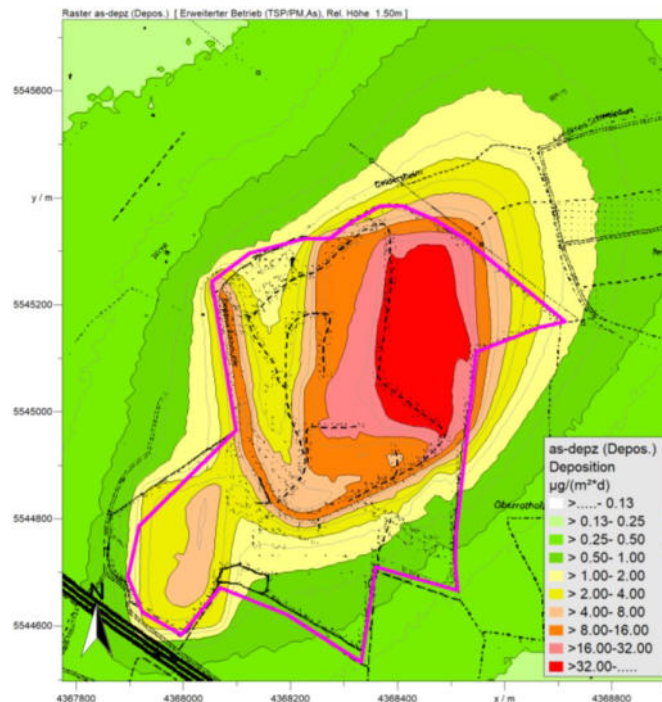 Raster as-depz (Depos.) [ Erweiterter Betrieb (TSP/PM,As), Rel. Höhe 1.50m ]
5545600
y / m
5545200
5545000
5544800
5544600
N
as-depz (Depos.)
Deposition
µg/(m²*d)
>.....- 0.13
> 0.13- 0.25
> 0.25- 0.50
> 0.50- 1.00
> 1.00- 2.00
> 2.00- 4.00
> 4.00- 8.00
> 8.00-16.00
>16.00-32.00
>32.00-.....
4367800
4368000
4368200
4368400
x / m
4368800